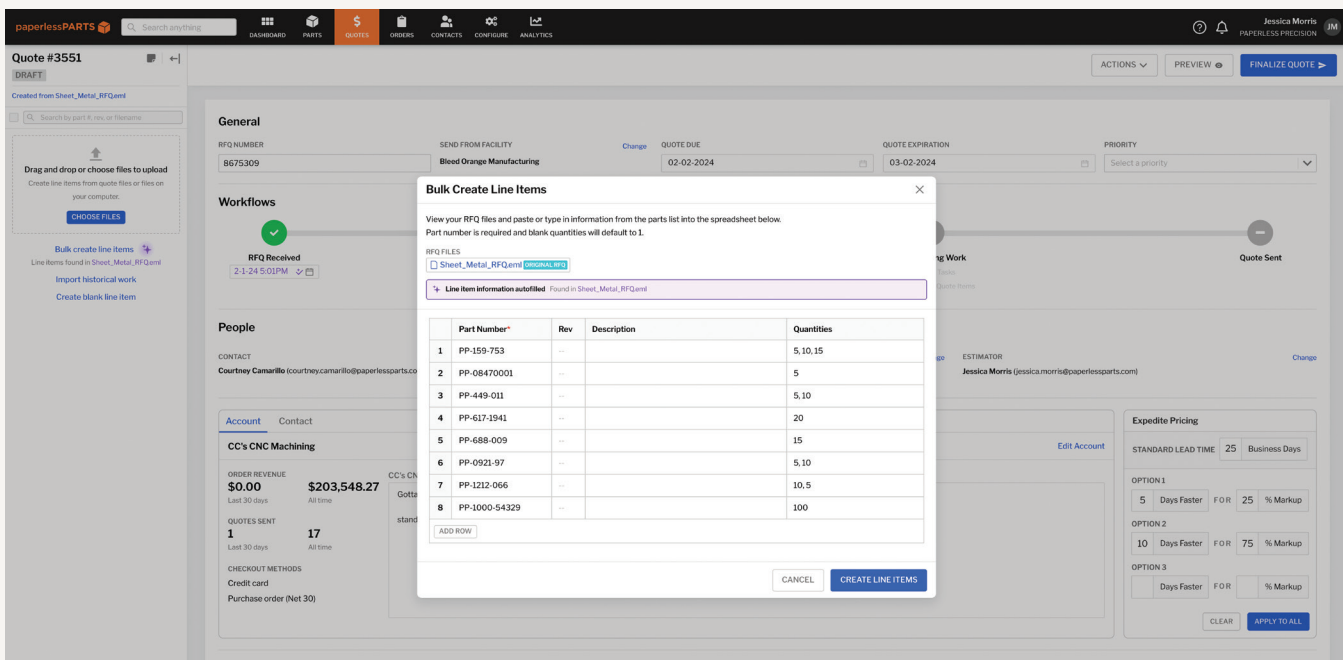 paperlessPARTS
Search anything
DASHBOARD
PARTS
QUOTES
ORDERS
CONTACTS
CONFIGURE
ANALYTICS
Jessica Morris
PAPERLESS PRECISION
JM
Quote #3551
DRAFT
Created from Sheet_Metal_RFQ.eml
Search by part #, rev, or filename
Drag and drop or choose files to upload
Create line items from quote files or files on
your computer.
CHOOSE FILES
Bulk create line items
Line items found in Sheet_Metal_RFQ.eml
Import historical work
Create blank line item
ACTIONS
PREVIEW
FINALIZE QUOTE
General
RFQ NUMBER
8675309
SEND FROM FACILITY
Change
Bleed Orange Manufacturing
QUOTE DUE
02-02-2024
QUOTE EXPIRATION
03-02-2024
PRIORITY
Select a priority
Workflows
RFQ Received
2-1-24 5:01PM
ng Work
Quote Items
Quote Sent
People
CONTACT
Courtney Camarillo (courtney.camarillo@paperlessparts.co
ge
ESTIMATOR
Change
Jessica Morris (jessica.morris@paperlessparts.com)
Account
Contact
CC's CNC Machining
Edit Account
ORDER REVENUE
$0.00
Last 30 days
$203,548.27
All time
QUOTES SENT
1
Last 30 days
17
All time
CHECKOUT METHODS
Credit card
Purchase order (Net 30)
CC's CN
Gotta
stand
Expedite Pricing
STANDARD LEAD TIME 25 Business Days
OPTION 1
5 Days Faster FOR 25 % Markup
OPTION 2
10 Days Faster FOR 75 % Markup
OPTION 3
Days Faster FOR % Markup
CLEAR
APPLY TO ALL
Bulk Create Line Items
View your RFQ files and paste or type in information from the parts list into the spreadsheet below.
Part number is required and blank quantities will default to 1.
RFQ FILES
Sheet_Metal_RFQ.eml ORIGINAL RFQ
Line item information autofilled Found in Sheet_Metal_RFQ.eml
Part Number* Rev Description Quantities
1 PP-159-753 -- 5, 10, 15
2 PP-08470001 -- 5
3 PP-449-011 -- 5, 10
4 PP-617-1941 -- 20
5 PP-688-009 -- 15
6 PP-0921-97 -- 5, 10
7 PP-1212-066 -- 10, 5
8 PP-1000-54329 -- 100
ADD ROW
CANCEL
CREATE LINE ITEMS